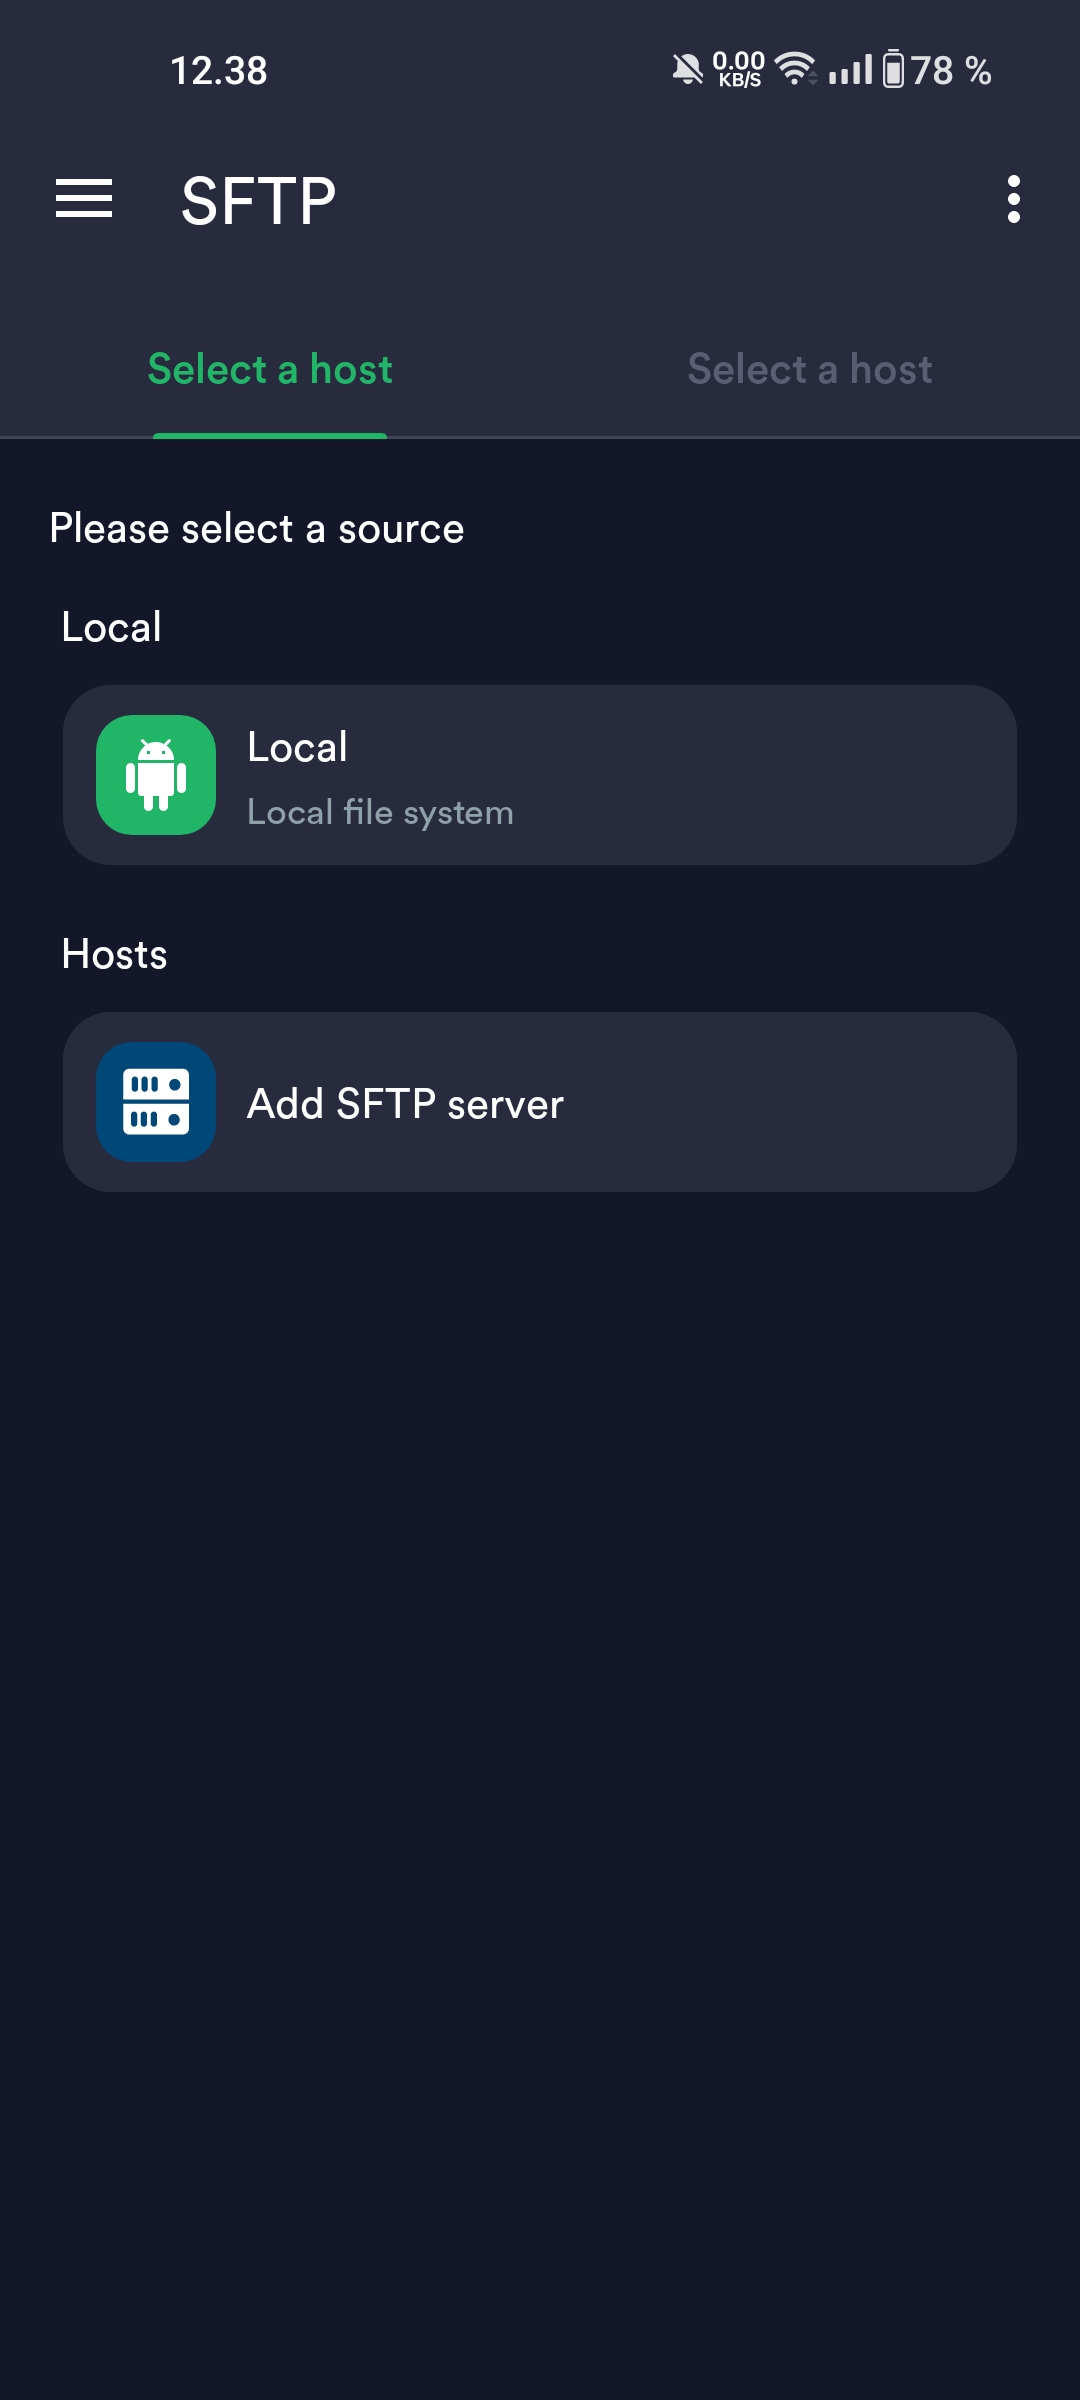 12.38
0.00
KB/S
78 %
SFTP
Select a host
Select a host
Please select a source
Local
Local
Local file system
Hosts
Add SFTP server